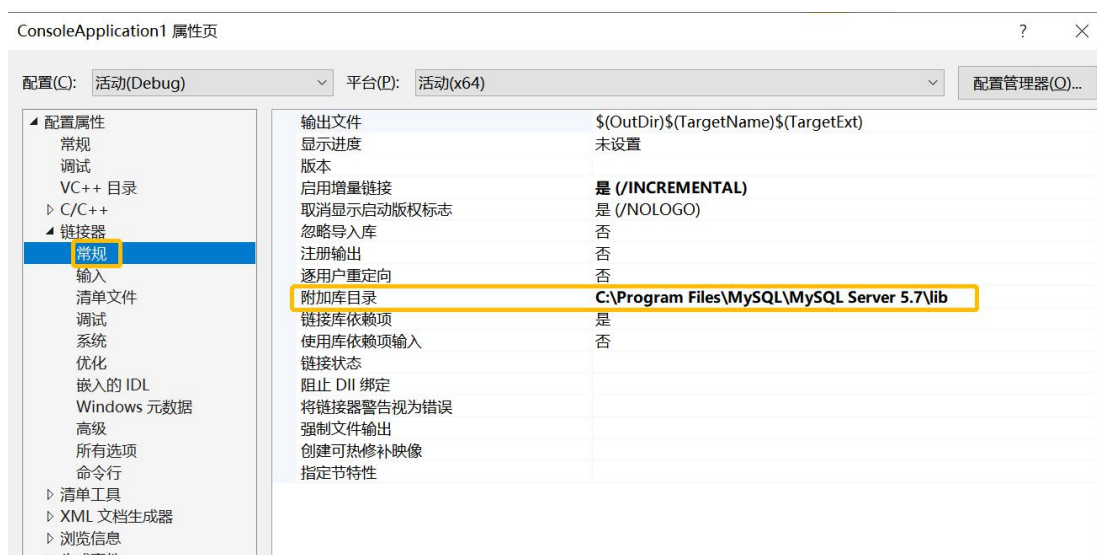 ConsoleApplication1 属性页
? ×
配置(C): 活动(Debug) 平台(P): 活动(x64) 配置管理器(O)...
配置属性
常规
调试
VC++ 目录
C/C++
链接器
常规
输入
清单文件
调试
系统
优化
嵌入的 IDL
Windows 元数据
高级
所有选项
命令行
清单工具
XML 文档生成器
浏览信息
输出文件 $(OutDir)$(TargetName)$(TargetExt)
显示进度 未设置
版本
启用增量链接 是 (/INCREMENTAL)
取消显示启动版权标志 是 (/NOLOGO)
忽略导入库 否
注册输出 否
逐用户重定向 否
附加库目录 C:\Program Files\MySQL\MySQL Server 5.7\lib
链接库依赖项 是
使用库依赖项输入 否
链接状态
阻止 Dll 绑定
将链接器警告视为错误
强制文件输出
创建可热修补映像
指定节特性